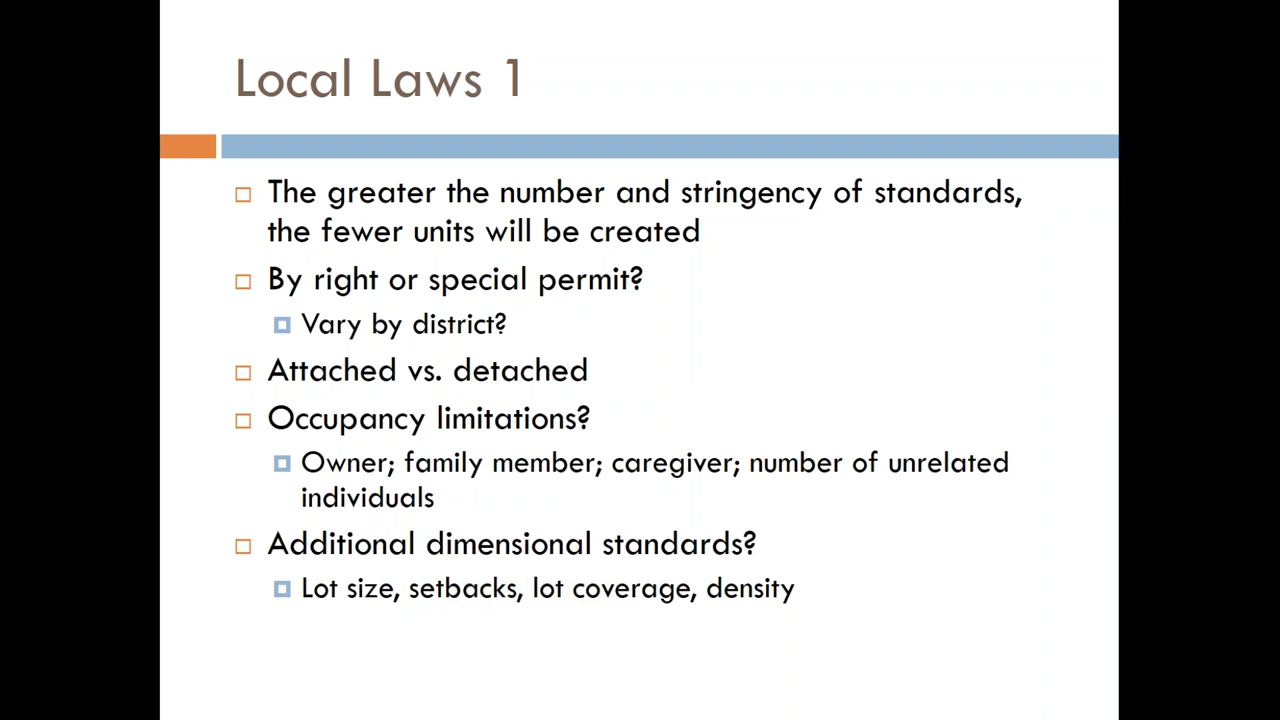 Local Laws 1
The greater the number and stringency of standards,
the fewer units will be created
By right or special permit?
Vary by district?
Attached vs. detached
Occupancy limitations?
Owner; family member; caregiver; number of unrelated
individuals
Additional dimensional standards?
Lot size, setbacks, lot coverage, density